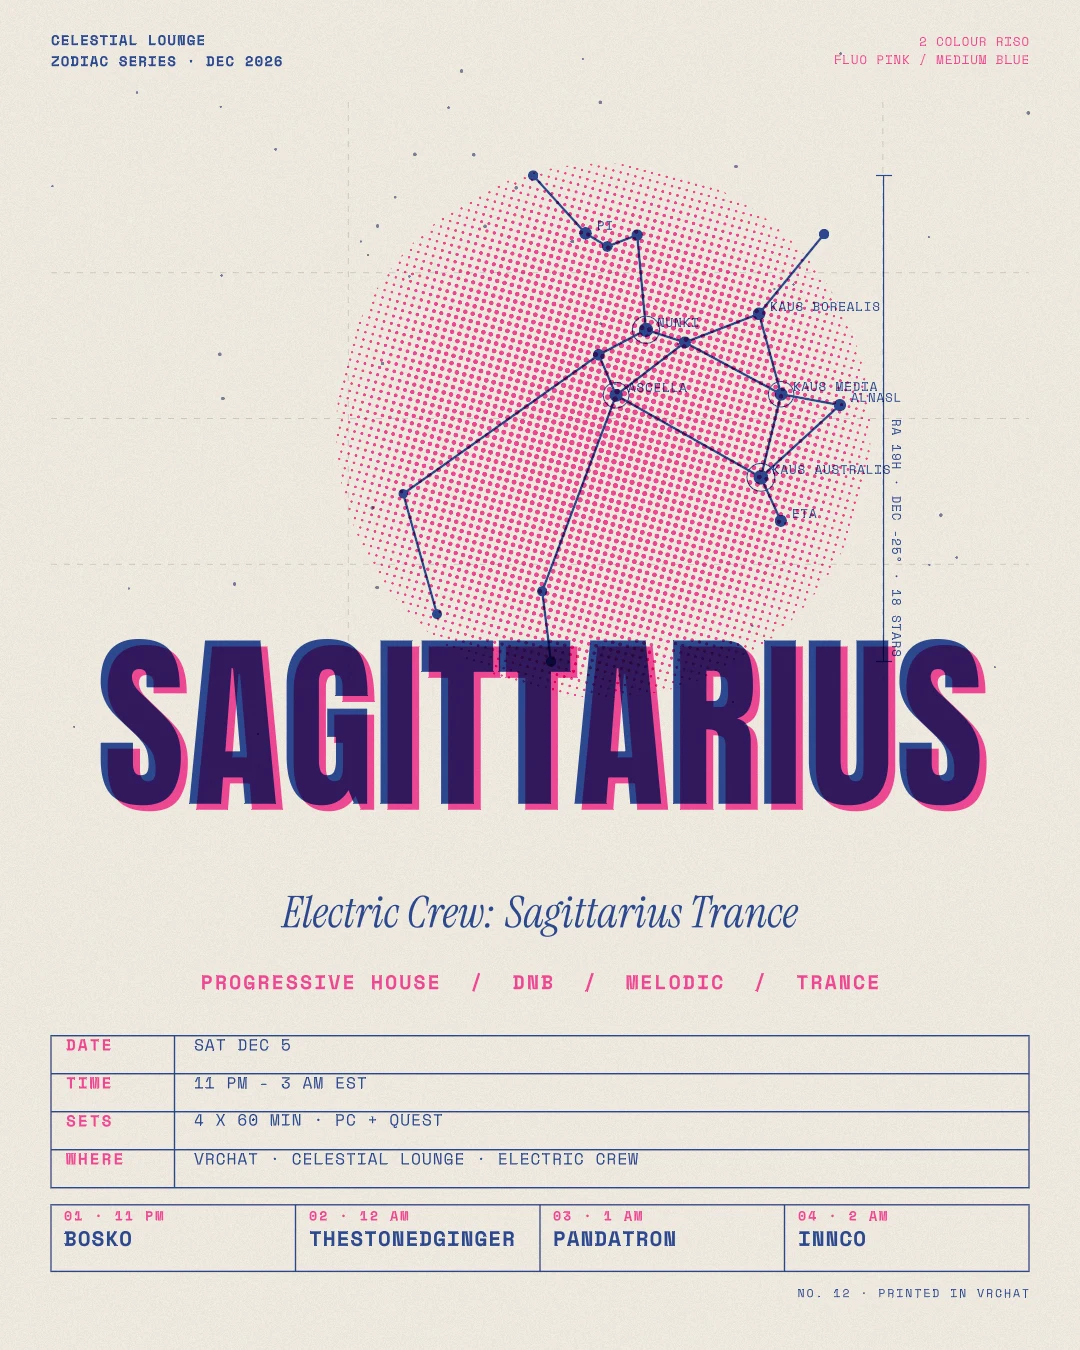 CELESTIAL LOUNGE
ZODIAC SERIES · DEC 2026
2 COLOUR RISO
FLUO PINK / MEDIUM BLUE
PI
KAUS BOREALIS
NUNKI
ASCELLA
KAUS MEDIA
ALNASL
KAUS AUSTRALIS
ETA
RA 19H · DEC -25° · 18 STARS
SAGITTARIUS
Electric Crew: Sagittarius Trance
PROGRESSIVE HOUSE / DNB / MELODIC / TRANCE
DATE SAT DEC 5
TIME 11 PM - 3 AM EST
SETS 4 X 60 MIN · PC + QUEST
WHERE VRCHAT · CELESTIAL LOUNGE · ELECTRIC CREW
01 · 11 PM
BOSKO
02 · 12 AM
THESTONEDGINGER
03 · 1 AM
PANDATRON
04 · 2 AM
INNCO
NO. 12 · PRINTED IN VRCHAT